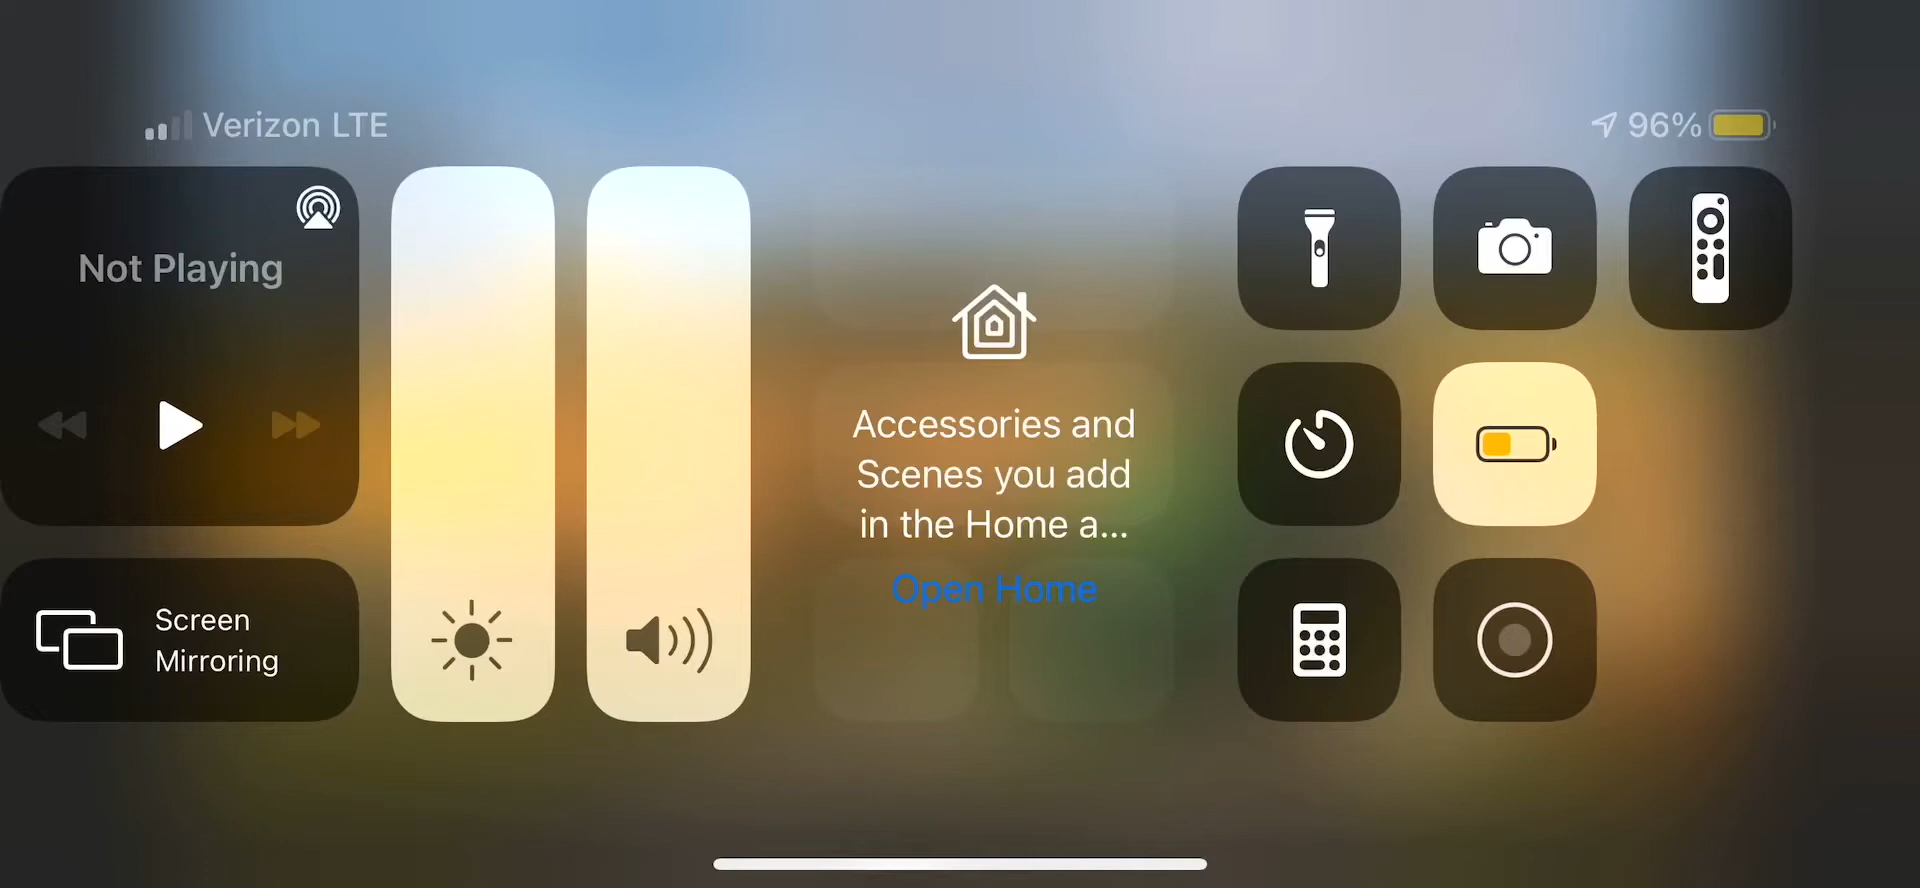 Verizon LTE
96%
Not Playing
Screen
Mirroring
Accessories and
Scenes you add
in the Home a...
Open Home